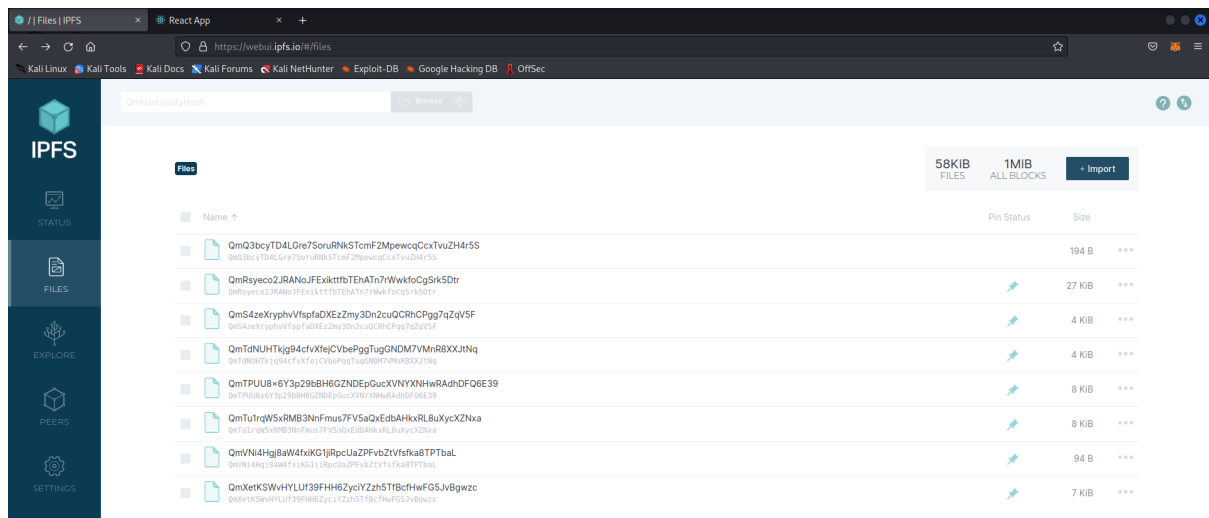 / | Files | IPFS
React App
https://webui.ipfs.io/#/files
Kali Linux Kali Tools Kali Docs Kali Forums Kali NetHunter Exploit-DB Google Hacking DB OffSec
QmHash/bafyHash
Browse
IPFS
STATUS
FILES
EXPLORE
PEERS
SETTINGS
Files
58KiB
FILES
1MiB
ALL BLOCKS
+ Import
Name ↑ Pin Status Size
QmQ3bcyTD4LGre7SoruRNkSTcmF2MpewcqCcxTvuZH4r5S 194 B
QmQ3bcyTD4LGre7SoruRNkSTcmF2MpewcqCcxTvuZH4r5S
QmRsyeco2JRANoJFExikttfbTEhATn7rWwkfoCgSrk5Dtr 27 KiB
QmRsyeco2JRANoJFExikttfbTEhATn7rWwkfoCgSrk5Dtr
QmS4zeXryphvVfspfaDXEzZmy3Dn2cuQCRhCPgg7qZqV5F 4 KiB
QmS4zeXryphvVfspfaDXEzZmy3Dn2cuQCRhCPgg7qZqV5F
QmTdNUHTkjg94cfvXfejCVbePggTugGNDM7VMnR8XXJtNq 4 KiB
QmTdNUHTkjg94cfvXfejCVbePggTugGNDM7VMnR8XXJtNq
QmTPUU8×6Y3p29bBH6GZNDEpGucXVNYXNHwRAdhDFQ6E39 8 KiB
QmTPUU8x6Y3p29bBH6GZNDEpGucXVNYXNHwRAdhDFQ6E39
QmTu1rqW5xRMB3NnFmus7FV5aQxEdbAHkxRL8uXycXZNxa 8 KiB
QmTu1rqW5xRMB3NnFmus7FV5aQxEdbAHkxRL8uXycXZNxa
QmVNi4Hgj8aW4fxiKG1jiRpcUaZPFvbZtVfsfka8TPTbaL 94 B
QmVNi4Hgj8aW4fxiKG1jiRpcUaZPFvbZtVfsfka8TPTbaL
QmXetKSWvHYLUf39FHH6ZyciYZzh5TfBcfHwFG5JvBgwzc 7 KiB
QmXetKSWvHYLUf39FHH6ZyciYZzh5TfBcfHwFG5JvBgwzc